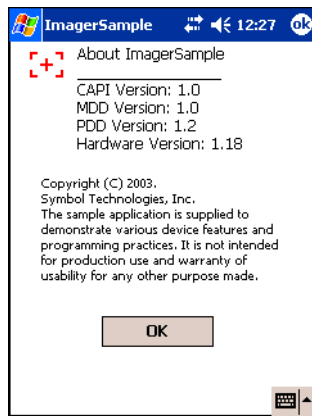 ImagerSample 12:27 ok
About ImagerSample
CAPI Version: 1.0
MDD Version: 1.0
PDD Version: 1.2
Hardware Version: 1.18
Copyright (C) 2003.
Symbol Technologies, Inc.
The sample application is supplied to
demonstrate various device features and
programming practices. It is not intended
for production use and warranty of
usability for any other purpose made.
OK